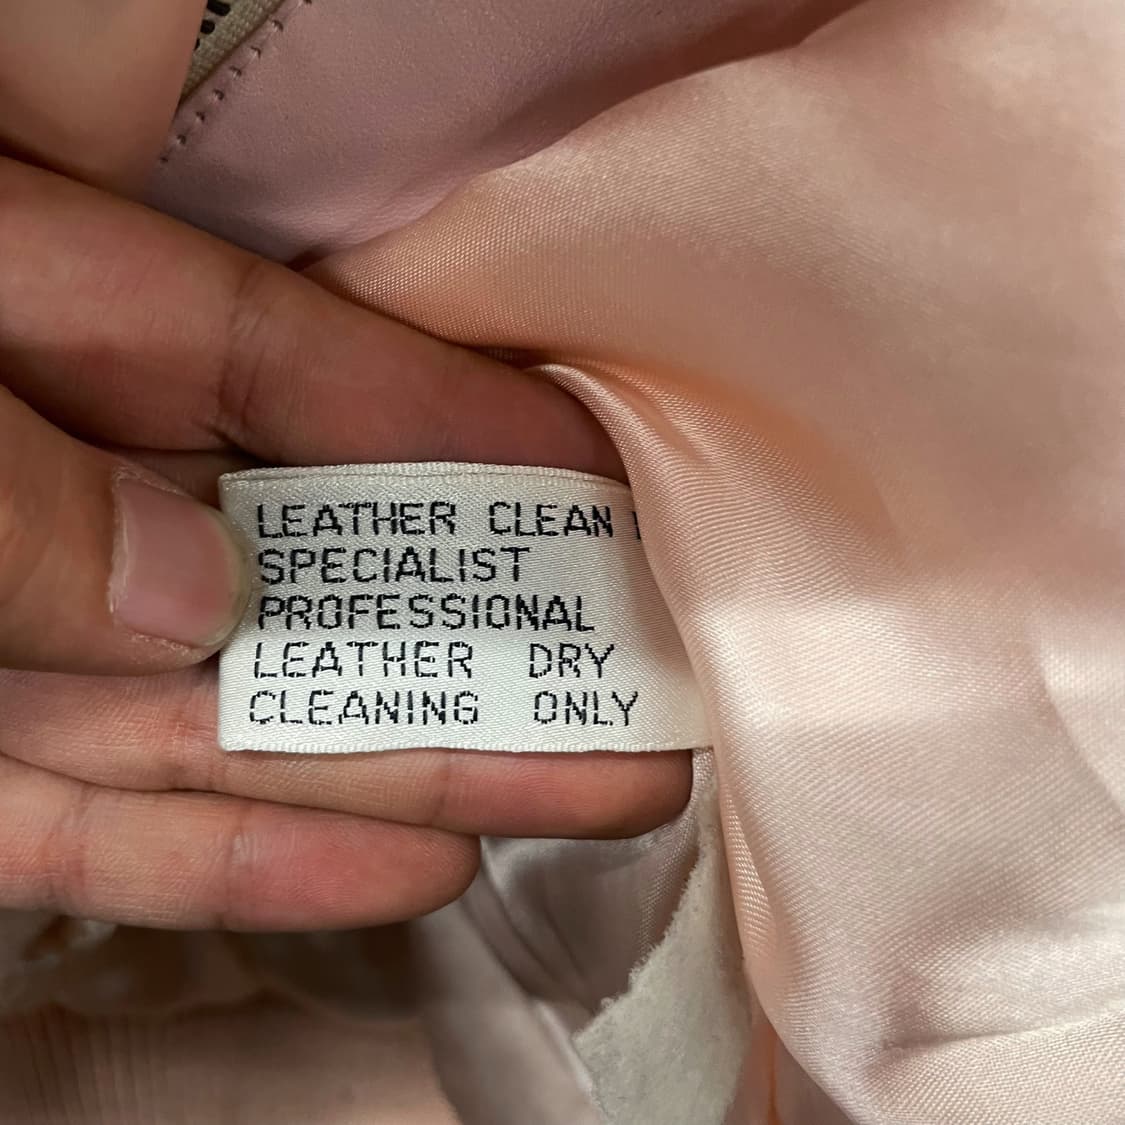 LEATHER CLEAN
SPECIALIST
PROFESSIONAL
LEATHER DRY
CLEANING ONLY